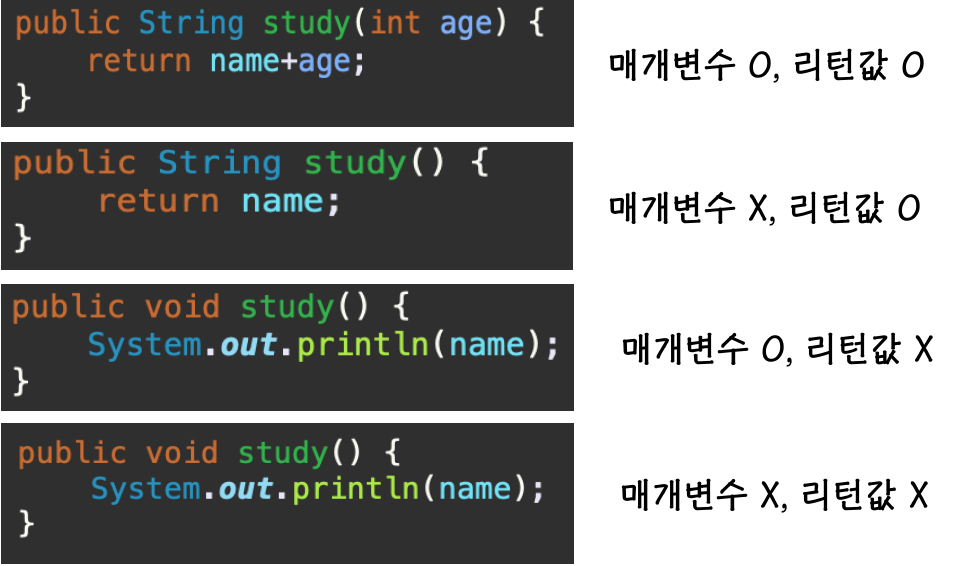 public String study(int age) {
return name+age;
}
매개변수 O, 리턴값 O
public String study() {
return name;
}
매개변수 X, 리턴값 O
public void study() {
System.out.println(name);
}
매개변수 O, 리턴값 X
public void study() {
System.out.println(name);
}
매개변수 X, 리턴값 X